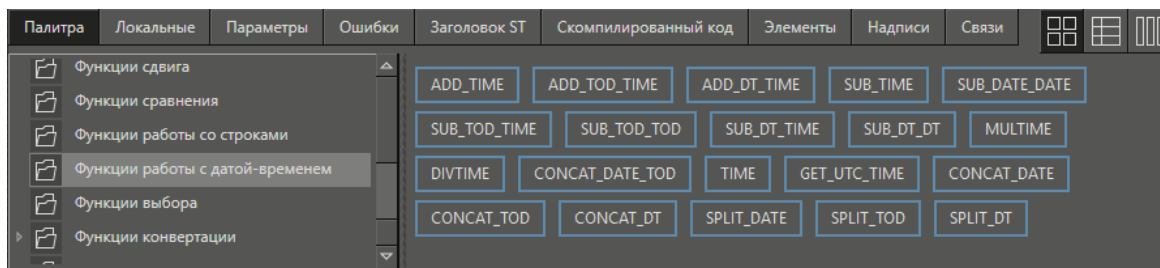 Палитра Локальные Параметры Ошибки Заголовок ST Скомпилированный код Элементы Надписи Связи
Функции сдвига
Функции сравнения
Функции работы со строками
Функции работы с датой-временем
Функции выбора
Функции конвертации
ADD_TIME ADD_TOD_TIME ADD_DT_TIME SUB_TIME SUB_DATE_DATE
SUB_TOD_TIME SUB_TOD_TOD SUB_DT_TIME SUB_DT_DT MULTIME
DIVTIME CONCAT_DATE_TOD TIME GET_UTC_TIME CONCAT_DATE
CONCAT_TOD CONCAT_DT SPLIT_DATE SPLIT_TOD SPLIT_DT